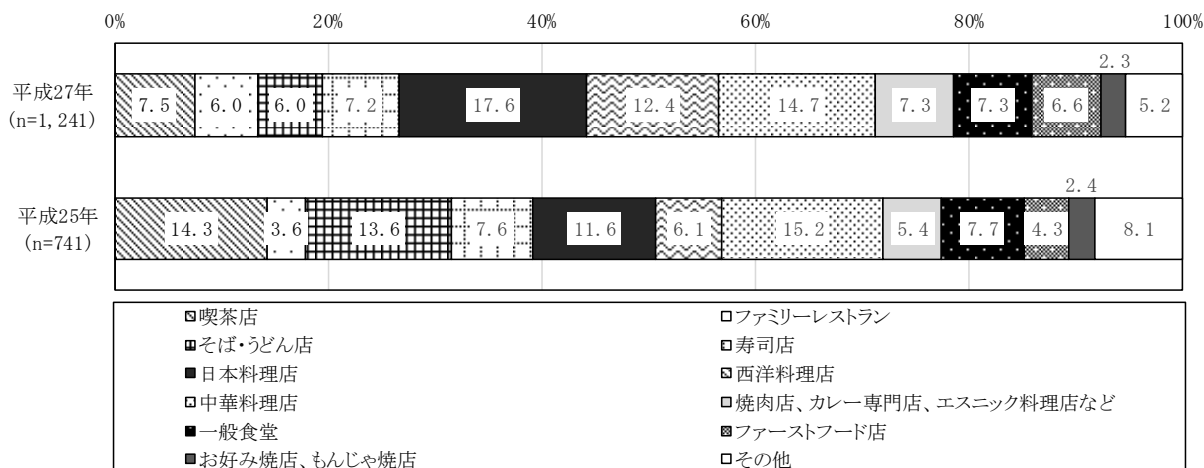 0% 20% 40% 60% 80% 100%
2.3
平成27年
(n=1,241)
7.5 6.0 6.0 7.2 17.6 12.4 14.7 7.3 7.3 6.6 5.2
2.4
平成25年
(n=741)
14.3 3.6 13.6 7.6 11.6 6.1 15.2 5.4 7.7 4.3 8.1
喫茶店 ファミリーレストラン
そば・うどん店 寿司店
日本料理店 西洋料理店
中華料理店 焼肉店、カレー専門店、エスニック料理店など
一般食堂 ファーストフード店
お好み焼店、もんじゃ焼店 その他